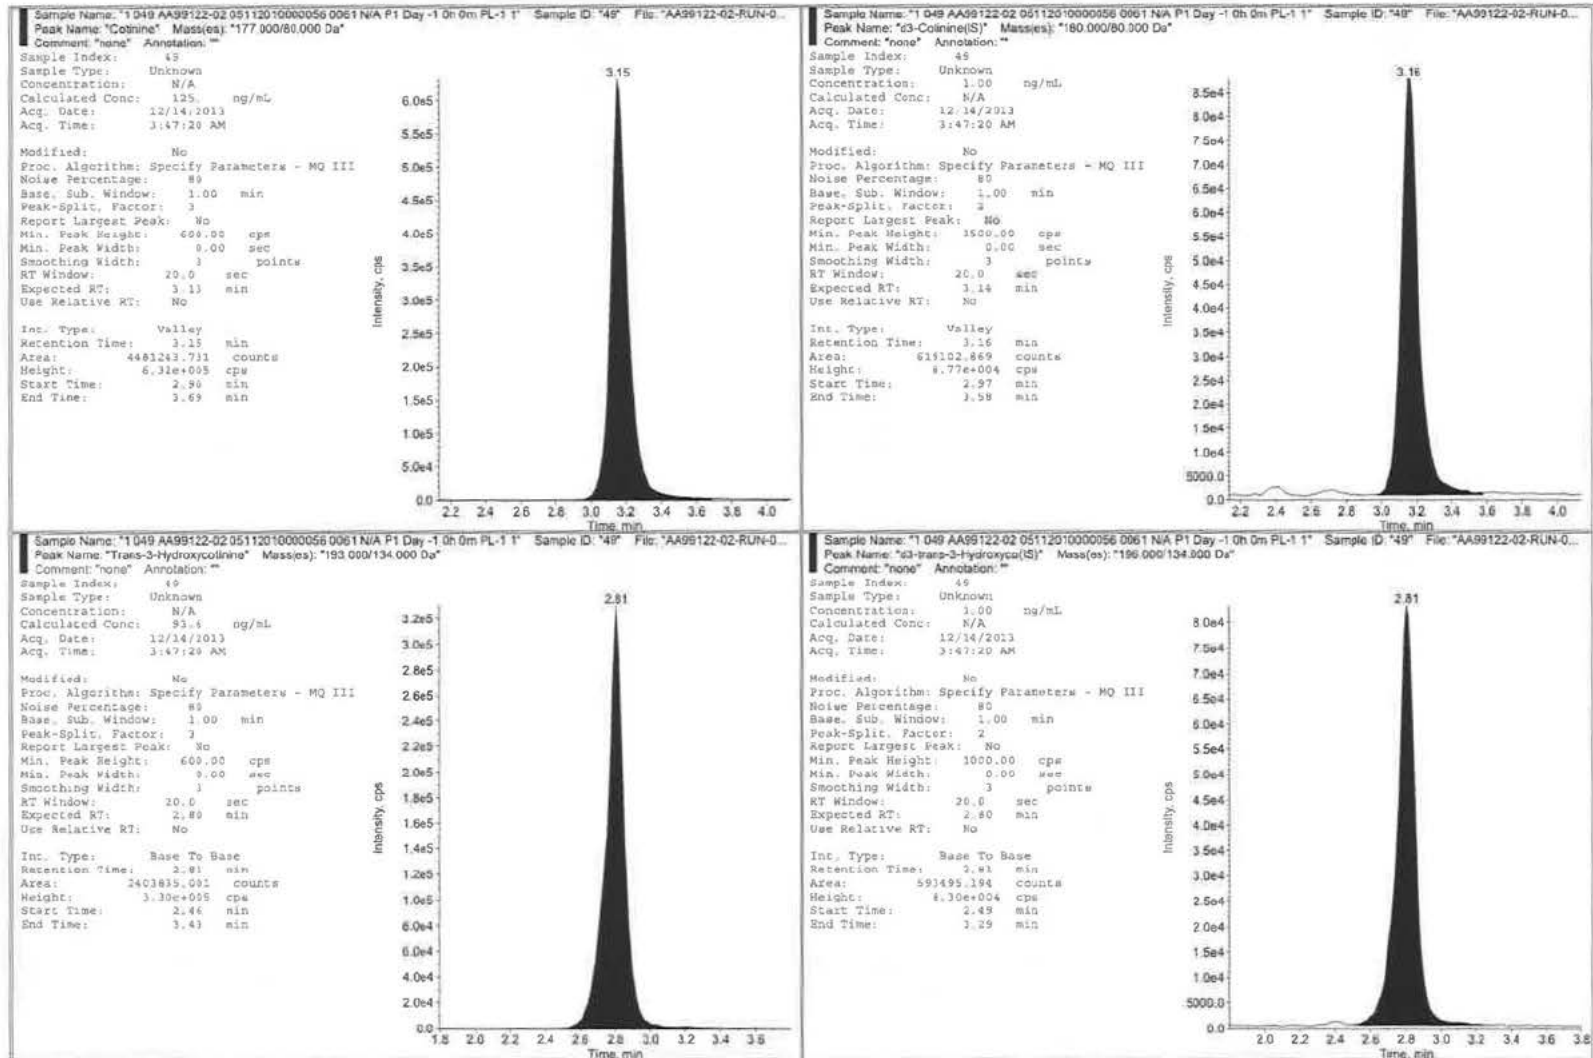 Sample Name: "1 049 AA99122-02 05112010000056 0061 N/A P1 Day -1 0h 0m PL-1 1" Sample ID: "49" File: "AA99122-02-RUN-0...
Peak Name: "Cotinine" Mass(es): "177.000/80.000 Da"
Comment: "none" Annotation: ""
Sample Index: 49
Sample Type: Unknown
Concentration: N/A
Calculated Conc: 125. ng/mL
Acq. Date: 12/14/2013
Acq. Time: 3:47:20 AM
Modified: No
Proc. Algorithm: Specify Parameters - MQ III
Noise Percentage: 80
Base. Sub. Window: 1.00 min
Peak-Split. Factor: 3
Report Largest Peak: No
Min. Peak Height: 600.00 cps
Min. Peak Width: 0.00 sec
Smoothing Width: 3 points
RT Window: 20.0 sec
Expected RT: 3.13 min
Use Relative RT: No
Int. Type: Valley
Retention Time: 3.15 min
Area: 4481243.731 counts
Height: 6.32e+005 cps
Start Time: 2.90 min
End Time: 3.69 min
3.15
6.0e5
5.5e5
5.0e5
4.5e5
4.0e5
3.5e5
3.0e5
2.5e5
2.0e5
1.5e5
1.0e5
5.0e4
0.0
Intensity, cps
2.2 2.4 2.6 2.8 3.0 3.2 3.4 3.6 3.8 4.0
Time, min
Sample Name: "1 049 AA99122-02 05112010000056 0061 N/A P1 Day -1 0h 0m PL-1 1" Sample ID: "49" File: "AA99122-02-RUN-0...
Peak Name: "d3-Cotinine(IS)" Mass(es): "180.000/80.000 Da"
Comment: "none" Annotation: ""
Sample Index: 49
Sample Type: Unknown
Concentration: 1.00 ng/mL
Calculated Conc: N/A
Acq. Date: 12/14/2013
Acq. Time: 3:47:20 AM
Modified: No
Proc. Algorithm: Specify Parameters - MQ III
Noise Percentage: 80
Base. Sub. Window: 1.00 min
Peak-Split. Factor: 2
Report Largest Peak: No
Min. Peak Height: 3500.00 cps
Min. Peak Width: 0.00 sec
Smoothing Width: 3 points
RT Window: 20.0 sec
Expected RT: 3.14 min
Use Relative RT: No
Int. Type: Valley
Retention Time: 3.16 min
Area: 619102.869 counts
Height: 8.77e+004 cps
Start Time: 2.97 min
End Time: 3.58 min
3.16
8.5e4
8.0e4
7.5e4
7.0e4
6.5e4
6.0e4
5.5e4
5.0e4
4.5e4
4.0e4
3.5e4
3.0e4
2.5e4
2.0e4
1.5e4
1.0e4
5000.0
0.0
Intensity, cps
2.2 2.4 2.6 2.8 3.0 3.2 3.4 3.6 3.8 4.0
Time, min
Sample Name: "1 049 AA99122-02 05112010000056 0061 N/A P1 Day -1 0h 0m PL-1 1" Sample ID: "49" File: "AA99122-02-RUN-0...
Peak Name: "Trans-3-Hydroxycotinine" Mass(es): "193.000/134.000 Da"
Comment: "none" Annotation: ""
Sample Index: 49
Sample Type: Unknown
Concentration: N/A
Calculated Conc: 93.6 ng/mL
Acq. Date: 12/14/2013
Acq. Time: 3:47:20 AM
Modified: No
Proc. Algorithm: Specify Parameters - MQ III
Noise Percentage: 80
Base. Sub. Window: 1.00 min
Peak-Split. Factor: 3
Report Largest Peak: No
Min. Peak Height: 600.00 cps
Min. Peak Width: 0.00 sec
Smoothing Width: 3 points
RT Window: 20.0 sec
Expected RT: 2.80 min
Use Relative RT: No
Int. Type: Base To Base
Retention Time: 2.81 min
Area: 2403835.001 counts
Height: 3.30e+005 cps
Start Time: 2.46 min
End Time: 3.43 min
2.81
3.2e5
3.0e5
2.8e5
2.6e5
2.4e5
2.2e5
2.0e5
1.8e5
1.6e5
1.4e5
1.2e5
1.0e5
8.0e4
6.0e4
4.0e4
2.0e4
0.0
Intensity, cps
1.8 2.0 2.2 2.4 2.6 2.8 3.0 3.2 3.4 3.6
Time, min
Sample Name: "1 049 AA99122-02 05112010000056 0061 N/A P1 Day -1 0h 0m PL-1 1" Sample ID: "49" File: "AA99122-02-RUN-0...
Peak Name: "d3-trans-3-Hydroxyco(IS)" Mass(es): "196.000/134.000 Da"
Comment: "none" Annotation: ""
Sample Index: 49
Sample Type: Unknown
Concentration: 1.00 ng/mL
Calculated Conc: N/A
Acq. Date: 12/14/2013
Acq. Time: 3:47:20 AM
Modified: No
Proc. Algorithm: Specify Parameters - MQ III
Noise Percentage: 80
Base. Sub. Window: 1.00 min
Peak-Split. Factor: 2
Report Largest Peak: No
Min. Peak Height: 1000.00 cps
Min. Peak Width: 0.00 sec
Smoothing Width: 3 points
RT Window: 20.0 sec
Expected RT: 2.80 min
Use Relative RT: No
Int. Type: Base To Base
Retention Time: 2.81 min
Area: 593495.194 counts
Height: 8.30e+004 cps
Start Time: 2.49 min
End Time: 3.29 min
2.81
8.0e4
7.5e4
7.0e4
6.5e4
6.0e4
5.5e4
5.0e4
4.5e4
4.0e4
3.5e4
3.0e4
2.5e4
2.0e4
1.5e4
1.0e4
5000.0
0.0
Intensity, cps
2.0 2.2 2.4 2.6 2.8 3.0 3.2 3.4 3.6 3.8
Time, min